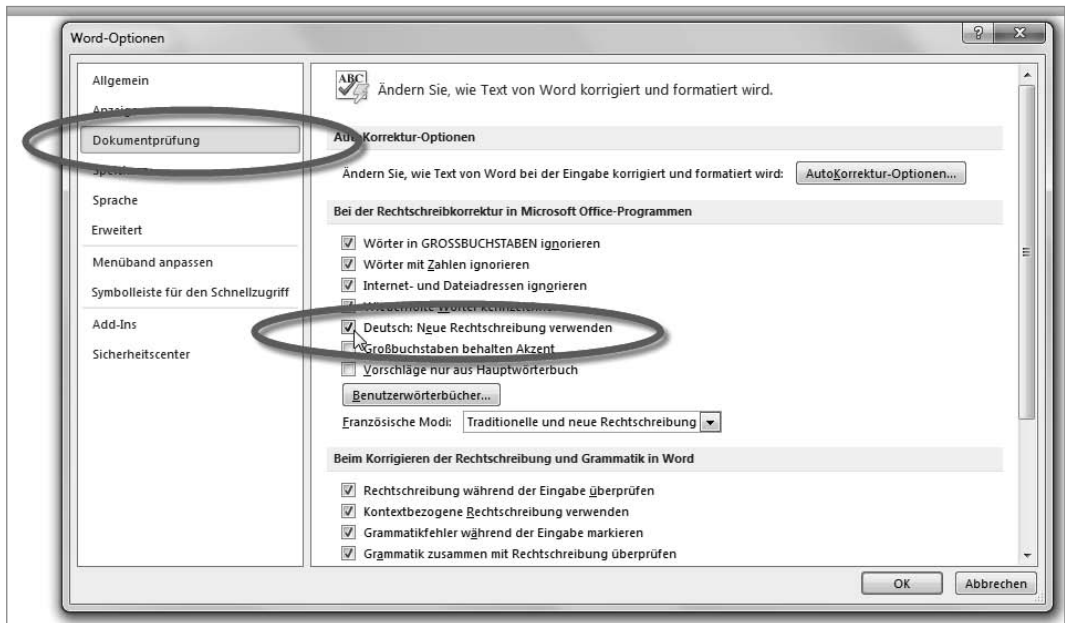 Word-Optionen
Allgemein
Dokumentprüfung
Sprache
Erweitert
Menüband anpassen
Symbolleiste für den Schnellzugriff
Add-Ins
Sicherheitscenter
ABC
Ändern Sie, wie Text von Word korrigiert und formatiert wird.
AutoKorrektur-Optionen
Ändern Sie, wie Text von Word bei der Eingabe korrigiert und formatiert wird: AutoKorrektur-Optionen...
Bei der Rechtschreibkorrektur in Microsoft Office-Programmen
Wörter in GROSSBUCHSTABEN ignorieren
Wörter mit Zahlen ignorieren
Internet- und Dateiadressen ignorieren
Wiederholte Wörter
Deutsch: Neue Rechtschreibung verwenden
Großbuchstaben behalten Akzent
Vorschläge nur aus Hauptwörterbuch
Benutzerwörterbücher...
Französische Modi: Traditionelle und neue Rechtschreibung
Beim Korrigieren der Rechtschreibung und Grammatik in Word
Rechtschreibung während der Eingabe überprüfen
Kontextbezogene Rechtschreibung verwenden
Grammatikfehler während der Eingabe markieren
Grammatik zusammen mit Rechtschreibung überprüfen
OK Abbrechen